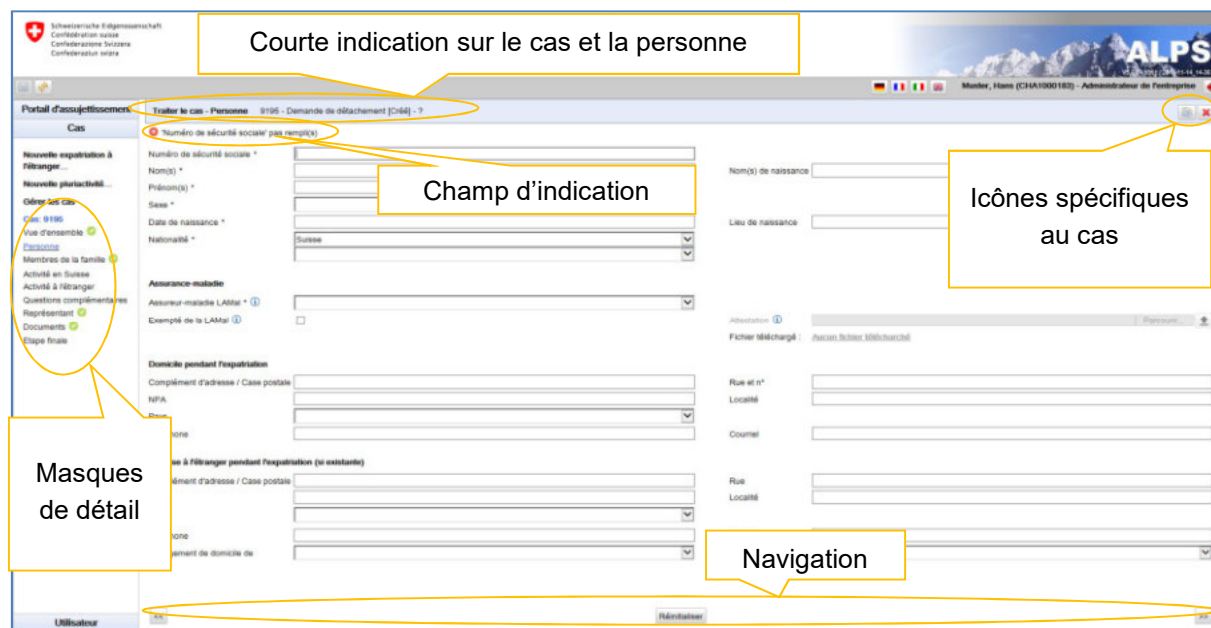 Schweizerische Eidgenossenschaft
Confédération suisse
Confederazione Svizzera
Confederaziun svizra
Courte indication sur le cas et la personne
ALPS
Muster, Hans (CHA1000183) - Administrateur de l'entreprise
Portail d'assujettissement
Traiter le cas - Personne 9195 - Demande de détachement [Créé] - ?
Cas
'Numéro de sécurité sociale' pas rempli(s)
Nouvelle expatriation à
l'étranger...
Nouvelle pluriactivité...
Gérer les cas
Cas: 9195
Vue d'ensemble
Personne
Membres de la famille
Activité en Suisse
Activité à l'étranger
Questions complémentaires
Représentant
Documents
Etape finale
Masques
de détail
Utilisateur
Numéro de sécurité sociale *
Nom(s) *
Nom(s) de naissance
Prénom(s) *
Sexe *
Date de naissance *
Lieu de naissance
Nationalité *
Suisse
Champ d'indication
Icônes spécifiques
au cas
Assurance-maladie
Assureur-maladie LAMal *
Exempté de la LAMal
Attestation
Parcourir...
Fichier téléchargé :
Aucun fichier téléchargé
Domicile pendant l'expatriation
Complément d'adresse / Case postale
Rue et n°
NPA
Localité
Courriel
à l'étranger pendant l'expatriation (si existante)
Rue
Localité
de domicile de
Navigation
<<
Réinitialiser
>>